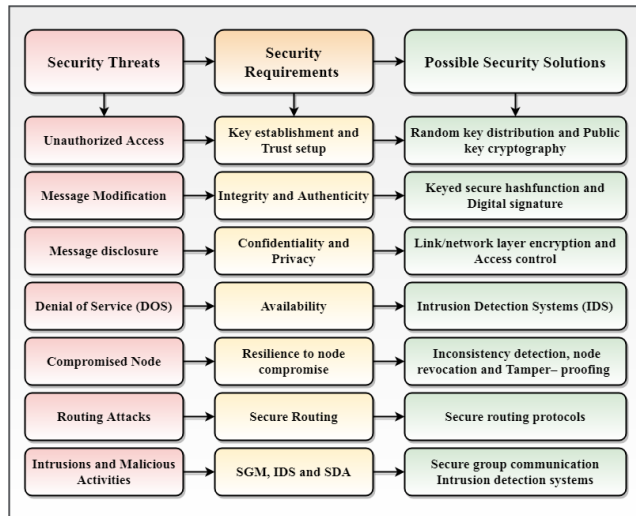 Security Threats
Security
Requirements
Possible Security Solutions
Unauthorized Access
Key establishment and
Trust setup
Random key distribution and Public
key cryptography
Message Modification
Integrity and Authenticity
Keyed secure hashfunction and
Digital signature
Message disclosure
Confidentiality and
Privacy
Link/network layer encryption and
Access control
Denial of Service (DOS)
Availability
Intrusion Detection Systems (IDS)
Compromised Node
Resilience to node
compromise
Inconsistency detection, node
revocation and Tamper– proofing
Routing Attacks
Secure Routing
Secure routing protocols
Intrusions and Malicious
Activities
SGM, IDS and SDA
Secure group communication
Intrusion detection systems